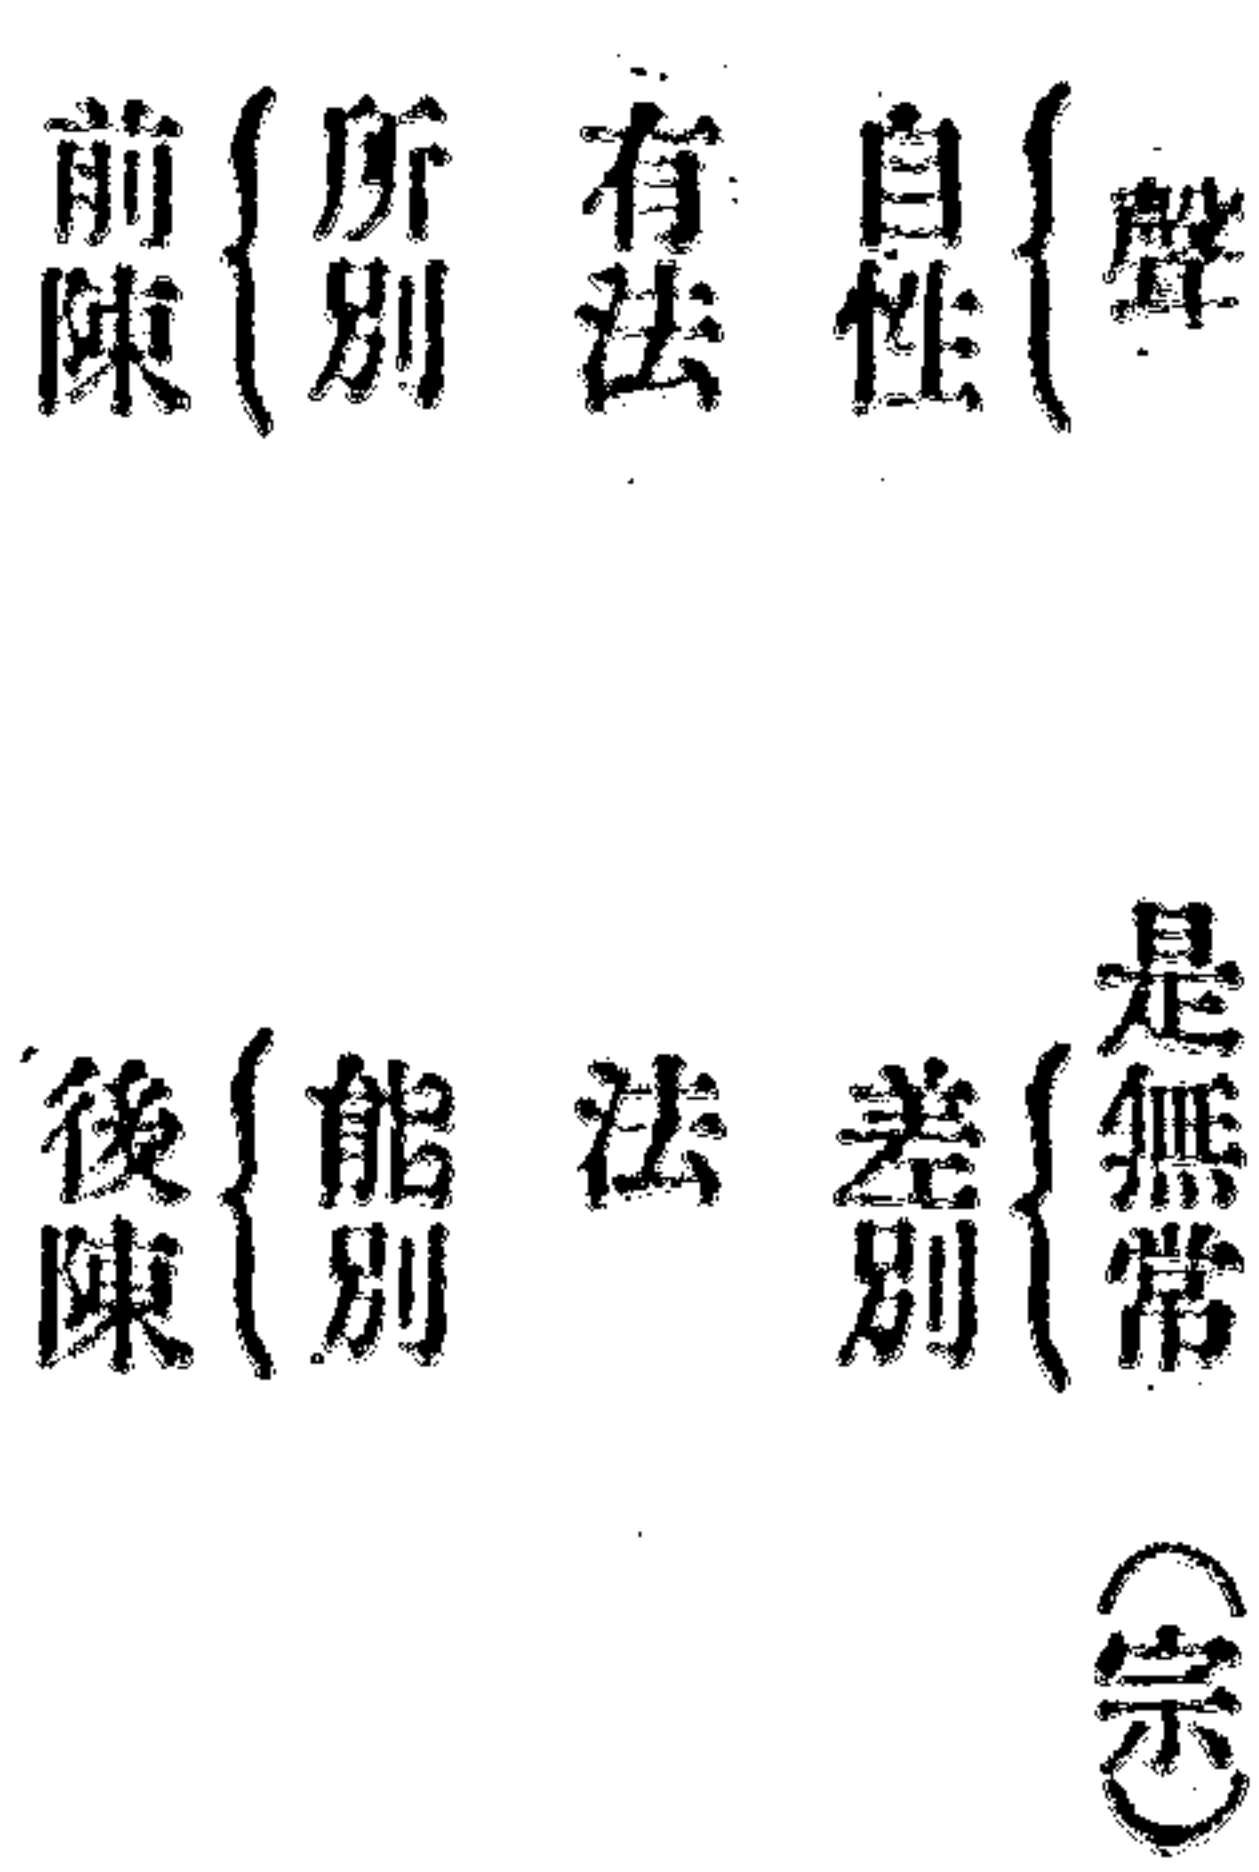 聲　是無常　（宗）
自性　差別
有法　法
所別　能別
前陳　後陳